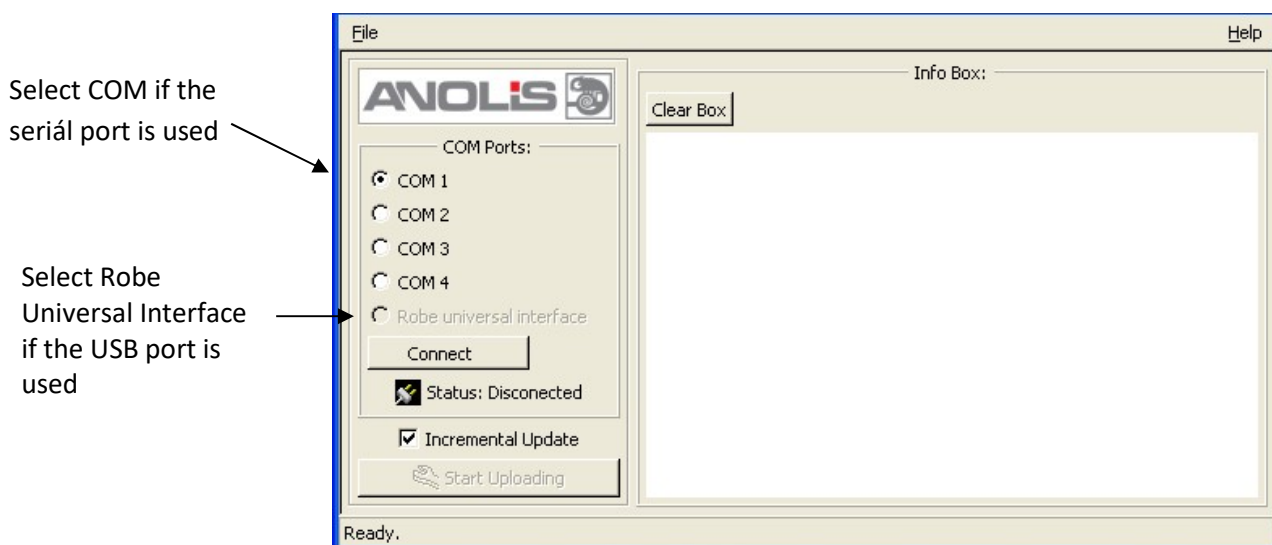 Select COM if the
seriál port is used
Select Robe
Universal Interface
if the USB port is
used
File
Help
ANOLiS
COM Ports:
COM 1
COM 2
COM 3
COM 4
Robe universal interface
Connect
Status: Disconected
Incremental Update
Start Uploading
Info Box:
Clear Box
Ready.